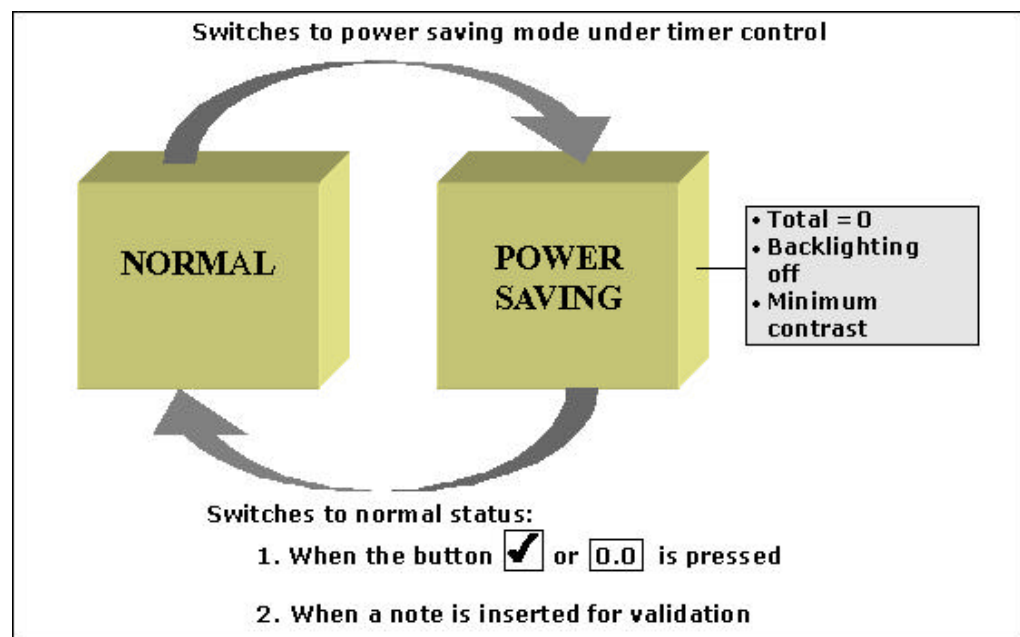 Switches to power saving mode under timer control
NORMAL
POWER
SAVING
• Total = 0
• Backlighting
off
• Minimum
contrast
Switches to normal status:
1. When the button ✓ or 0.0 is pressed
2. When a note is inserted for validation